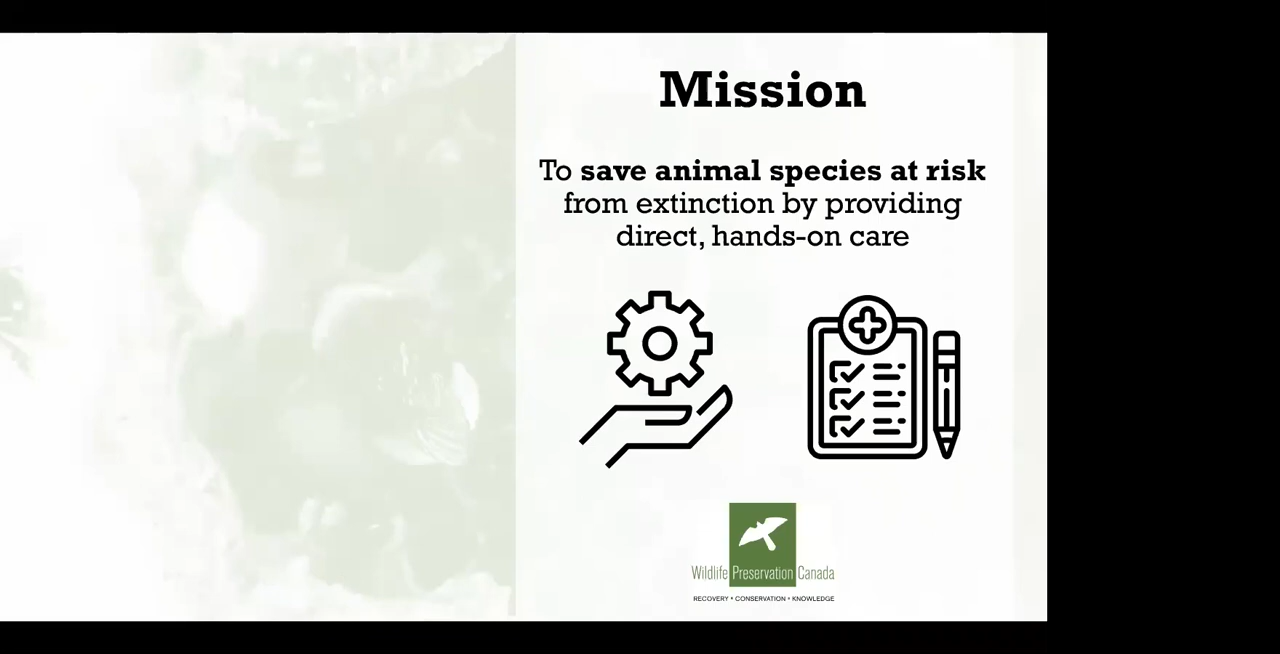 Mission
To save animal species at risk
from extinction by providing
direct, hands-on care
Wildlife Preservation Canada
RECOVERY • CONSERVATION • KNOWLEDGE